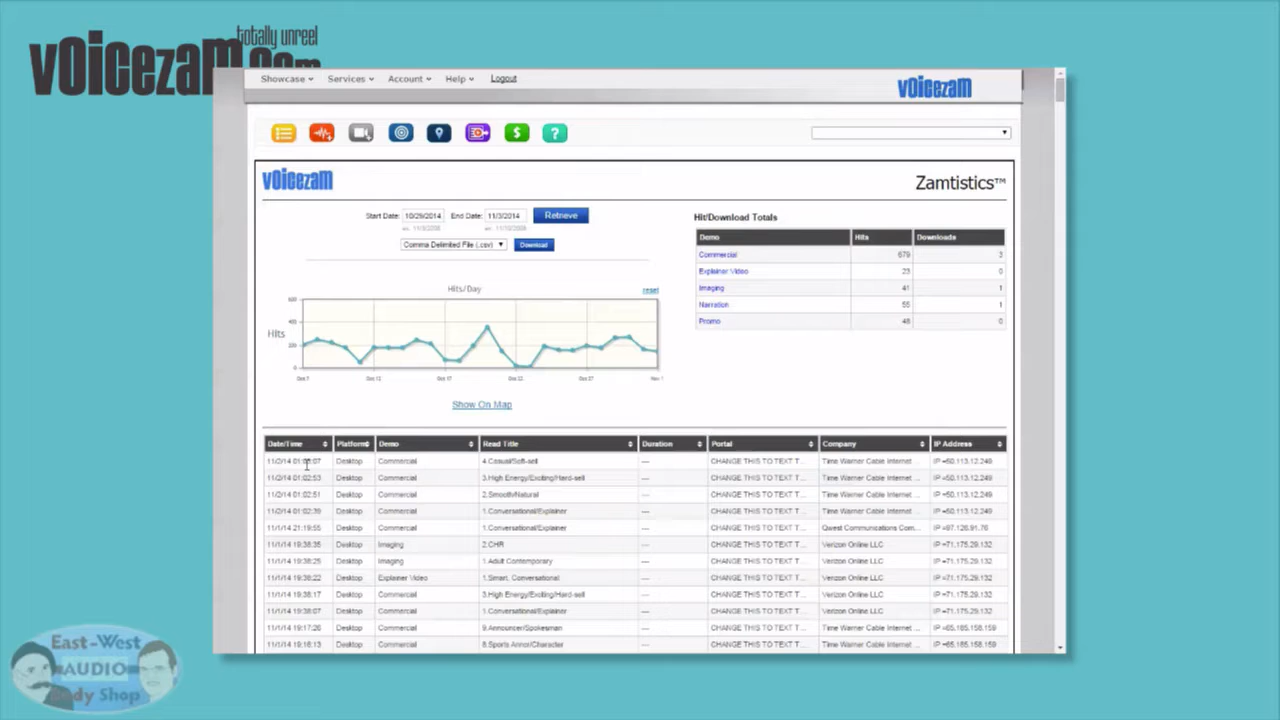 totally unreel
vOicezam.com
Showcase Services Account Help Logout
vOicezam
vOicezam Zamtistics™
Start Date: 10/29/2014 End Date: 11/3/2014 Retrieve
Comma Delimited File (.csv) Download
Hit/Download Totals
Demo Hits Downloads
Commercial 679 3
Explainer Video 23 0
Imaging 41 1
Narration 55 1
Promo 48 0
Hits/Day reset
Hits
Show On Map
Date/Time Platform Demo Read Title Duration Portal Company IP Address
Desktop Commercial 4.Casual/Soft-sell --- CHANGE THIS TO TEXT T... Time Warner Cable Internet ...
11/2/14 01:02:53 Desktop Commercial 3.High Energy/Exciting/Hard-sell --- CHANGE THIS TO TEXT T... Time Warner Cable Internet ...
11/2/14 01:02:51 Desktop Commercial 2.Smooth/Natural --- CHANGE THIS TO TEXT T... Time Warner Cable Internet ...
11/2/14 01:02:39 Desktop Commercial 1.Conversational/Explainer --- CHANGE THIS TO TEXT T... Time Warner Cable Internet ...
11/1/14 21:19:55 Desktop Commercial 1.Conversational/Explainer --- CHANGE THIS TO TEXT T... Qwest Communications Com...
11/1/14 19:38:35 Desktop Imaging 2.CHR --- CHANGE THIS TO TEXT T... Verizon Online LLC IP =71.175.29.132
11/1/14 19:38:25 Desktop Imaging 1.Adult Contemporary --- CHANGE THIS TO TEXT T... Verizon Online LLC IP =71.175.29.132
11/1/14 19:38:22 Desktop Explainer Video 1.Smart, Conversational --- CHANGE THIS TO TEXT T... Verizon Online LLC IP =71.175.29.132
11/1/14 19:38:17 Desktop Commercial 3.High Energy/Exciting/Hard-sell --- CHANGE THIS TO TEXT T... Verizon Online LLC IP =71.175.29.132
11/1/14 19:38:07 Desktop Commercial 1.Conversational/Explainer --- CHANGE THIS TO TEXT T... Verizon Online LLC IP =71.175.29.132
11/1/14 19:17:26 Desktop Commercial 9.Announcer/Spokesman --- CHANGE THIS TO TEXT T... Time Warner Cable Internet ... IP =65.185.158.159
11/1/14 19:16:13 Desktop Commercial 8.Sports Annor/Character --- CHANGE THIS TO TEXT T... Time Warner Cable Internet ... IP =65.185.158.159
East-West
AUDIO
Body Shop